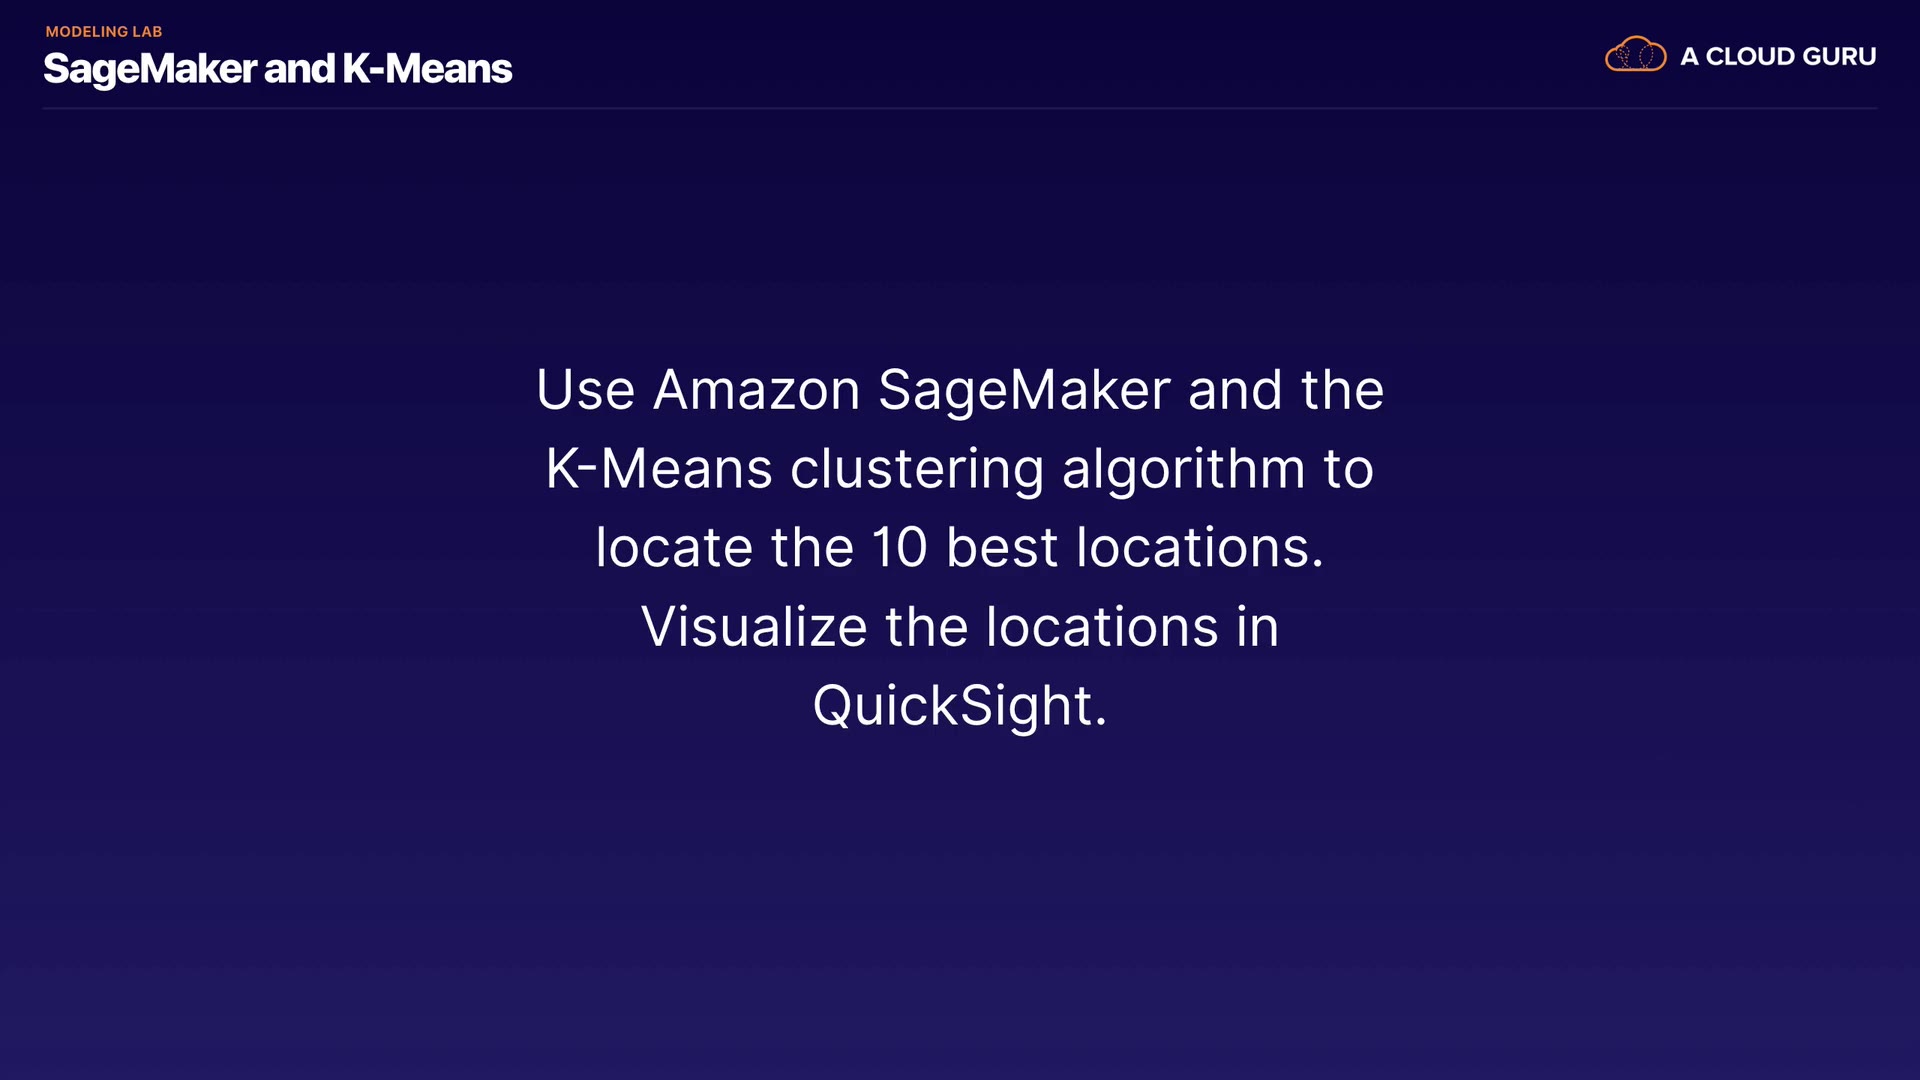 MODELING LAB
SageMaker and K-Means
A CLOUD GURU
Use Amazon SageMaker and the
K-Means clustering algorithm to
locate the 10 best locations.
Visualize the locations in
QuickSight.